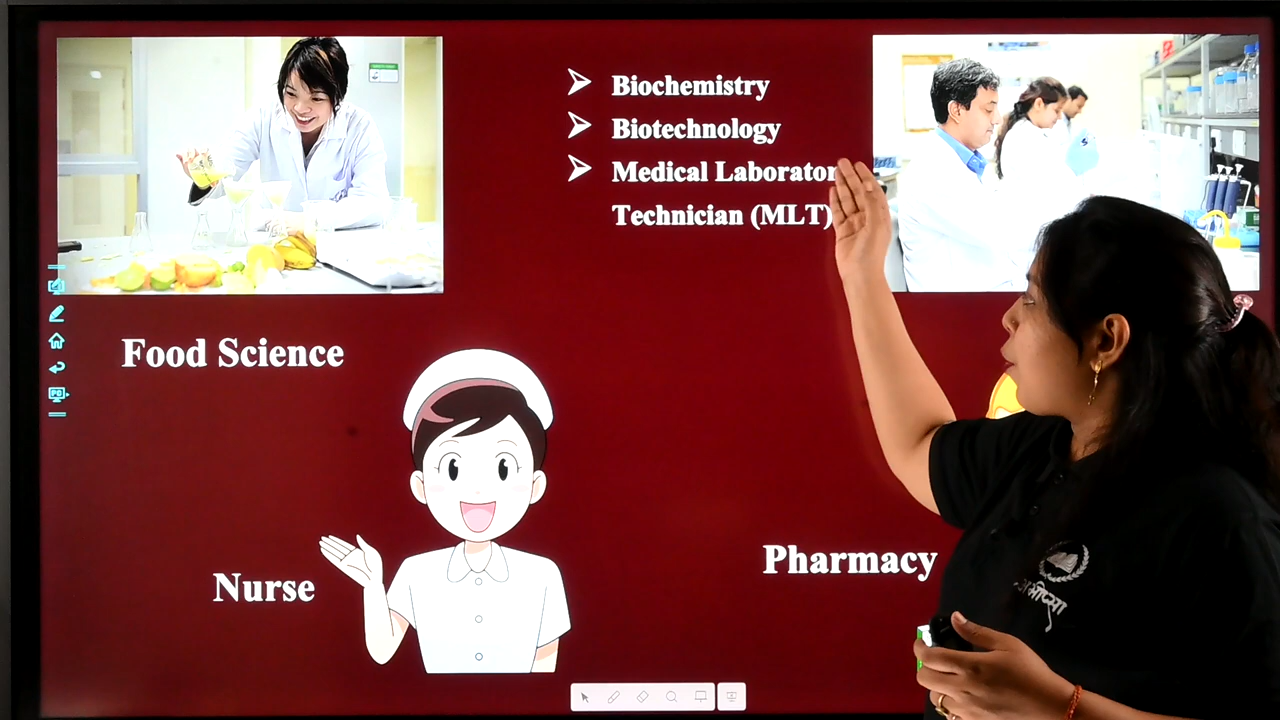 Biochemistry
Biotechnology
Medical Laborator
Technician (MLT)
Food Science
Nurse
Pharmacy